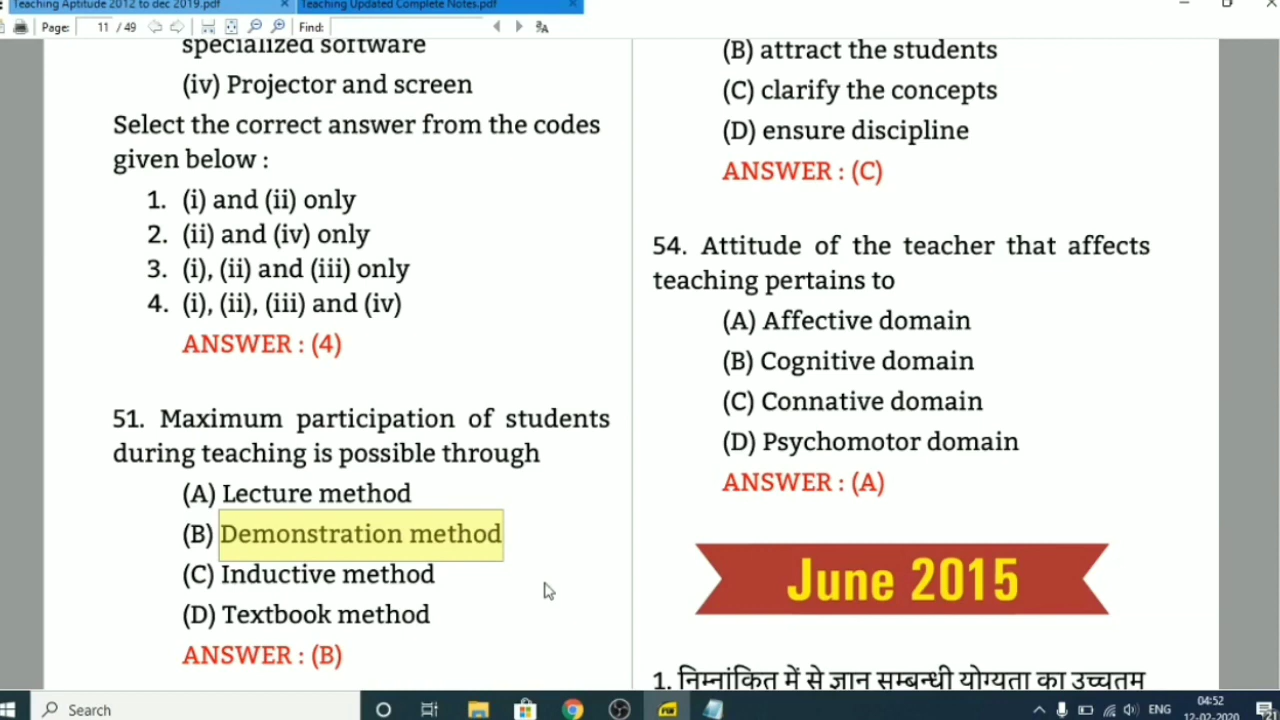 Teaching Aptitude 2012 to dec 2019.pdf
Teaching Updated Complete Notes.pdf
Page: 11 / 49
Find:
specialized software
(iv) Projector and screen
Select the correct answer from the codes
given below :
1. (i) and (ii) only
2. (ii) and (iv) only
3. (i), (ii) and (iii) only
4. (i), (ii), (iii) and (iv)
ANSWER : (4)
51. Maximum participation of students
during teaching is possible through
(A) Lecture method
(B) Demonstration method
(C) Inductive method
(D) Textbook method
ANSWER : (B)
(B) attract the students
(C) clarify the concepts
(D) ensure discipline
ANSWER : (C)
54. Attitude of the teacher that affects
teaching pertains to
(A) Affective domain
(B) Cognitive domain
(C) Connative domain
(D) Psychomotor domain
ANSWER : (A)
June 2015
1. निम्नांकित में से ज्ञान सम्बन्धी योग्यता का उच्चतम
Search
ENG
04:52
12-02-2020